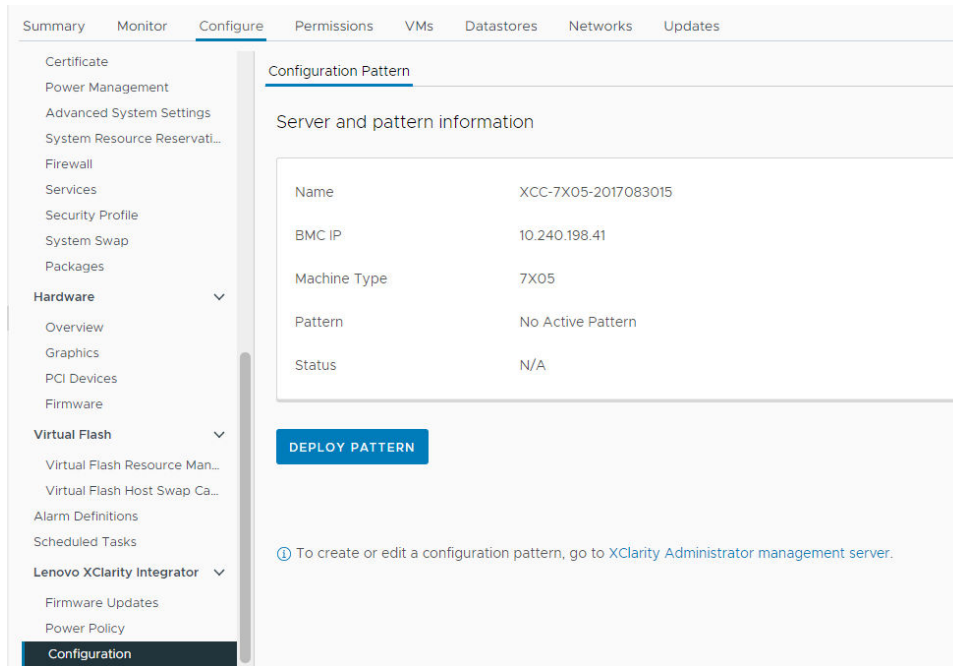 Summary Monitor Configure Permissions VMs Datastores Networks Updates
Certificate
Power Management
Advanced System Settings
System Resource Reservati...
Firewall
Services
Security Profile
System Swap
Packages
Hardware
Overview
Graphics
PCI Devices
Firmware
Virtual Flash
Virtual Flash Resource Man...
Virtual Flash Host Swap Ca...
Alarm Definitions
Scheduled Tasks
Lenovo XClarity Integrator
Firmware Updates
Power Policy
Configuration
Configuration Pattern
Server and pattern information
Name XCC-7X05-2017083015
BMC IP 10.240.198.41
Machine Type 7X05
Pattern No Active Pattern
Status N/A
DEPLOY PATTERN
To create or edit a configuration pattern, go to XClarity Administrator management server.